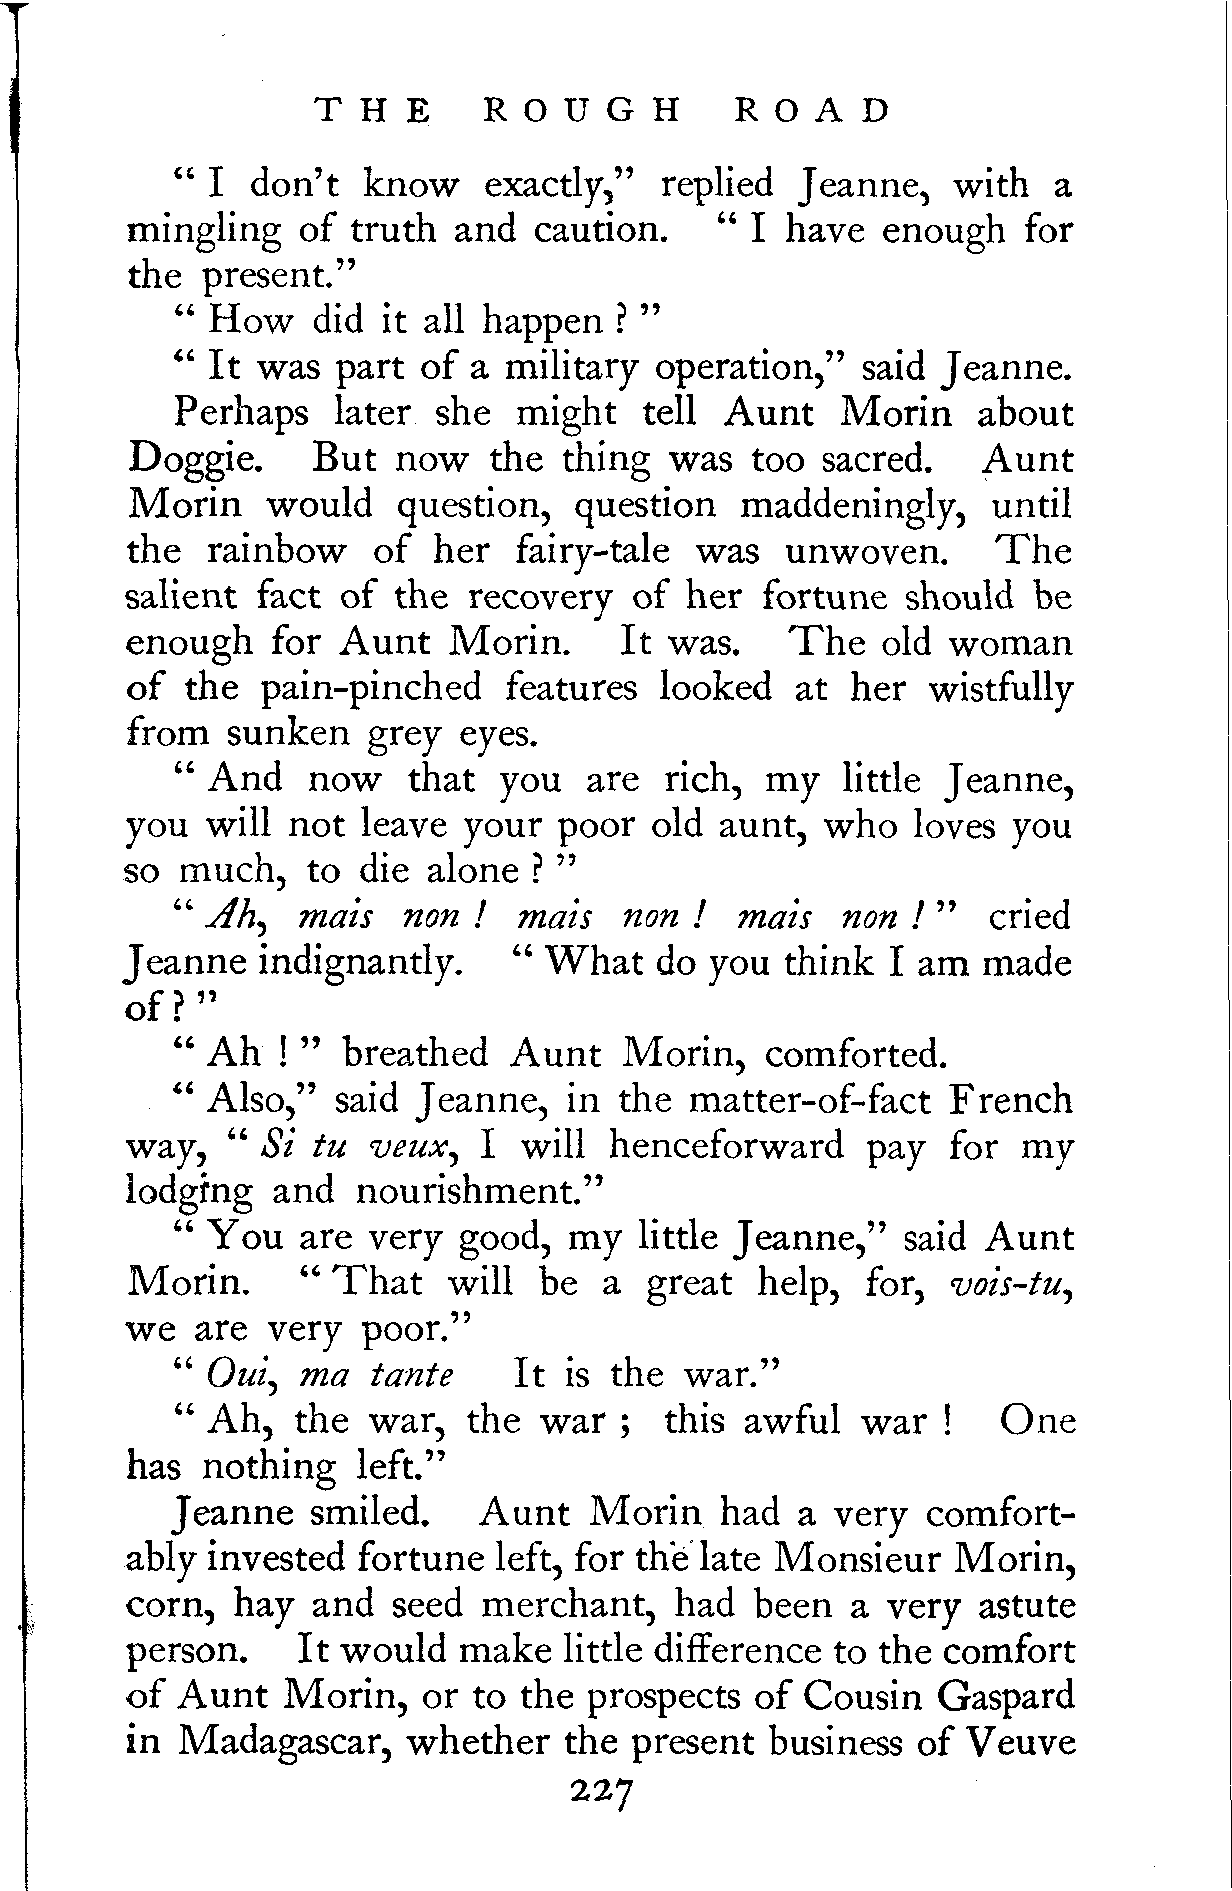 THE ROUGH ROAD
“ I don’t know exactly,” replied Jeanne, with a
mingling of truth and caution. “ I have enough for
the present.”
“ How did it all happen ? ”
“ It was part of a military operation,” said Jeanne.
Perhaps later she might tell Aunt Morin about
Doggie. But now the thing was too sacred. Aunt
Morin would question, question maddeningly, until
the rainbow of her fairy-tale was unwoven. The
salient fact of the recovery of her fortune should be
enough for Aunt Morin. It was. The old woman
of the pain-pinched features looked at her wistfully
from sunken grey eyes.
“ And now that you are rich, my little Jeanne,
you will not leave your poor old aunt, who loves you
so much, to die alone ? ”
“ Ah, mais non ! mais non ! mais non ! ” cried
Jeanne indignantly. “ What do you think I am made
of ? ”
“ Ah ! ” breathed Aunt Morin, comforted.
“ Also,” said Jeanne, in the matter-of-fact French
way, “ Si tu veux, I will henceforward pay for my
lodging and nourishment.”
“ You are very good, my little Jeanne,” said Aunt
Morin. “ That will be a great help, for, vois-tu,
we are very poor.”
“ Oui, ma tante It is the war.”
“ Ah, the war, the war ; this awful war ! One
has nothing left.”
Jeanne smiled. Aunt Morin had a very comfort-
ably invested fortune left, for the late Monsieur Morin,
corn, hay and seed merchant, had been a very astute
person. It would make little difference to the comfort
of Aunt Morin, or to the prospects of Cousin Gaspard
in Madagascar, whether the present business of Veuve
227